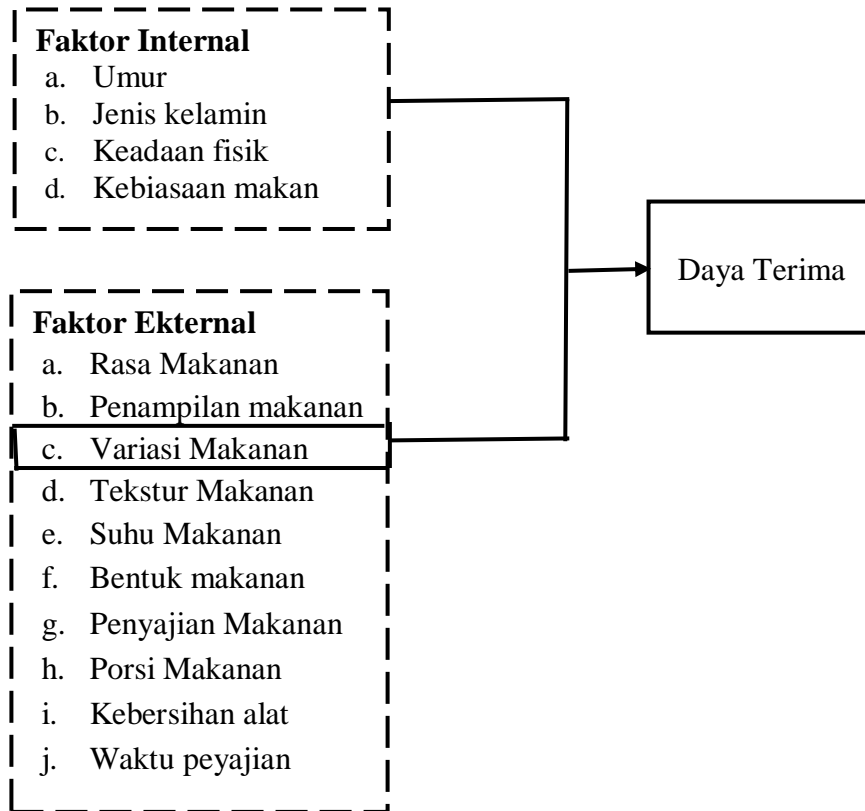 Faktor Internal
a. Umur
b. Jenis kelamin
c. Keadaan fisik
d. Kebiasaan makan
Daya Terima
Faktor Ekternal
a. Rasa Makanan
b. Penampilan makanan
c. Variasi Makanan
d. Tekstur Makanan
e. Suhu Makanan
f. Bentuk makanan
g. Penyajian Makanan
h. Porsi Makanan
i. Kebersihan alat
j. Waktu peyajian